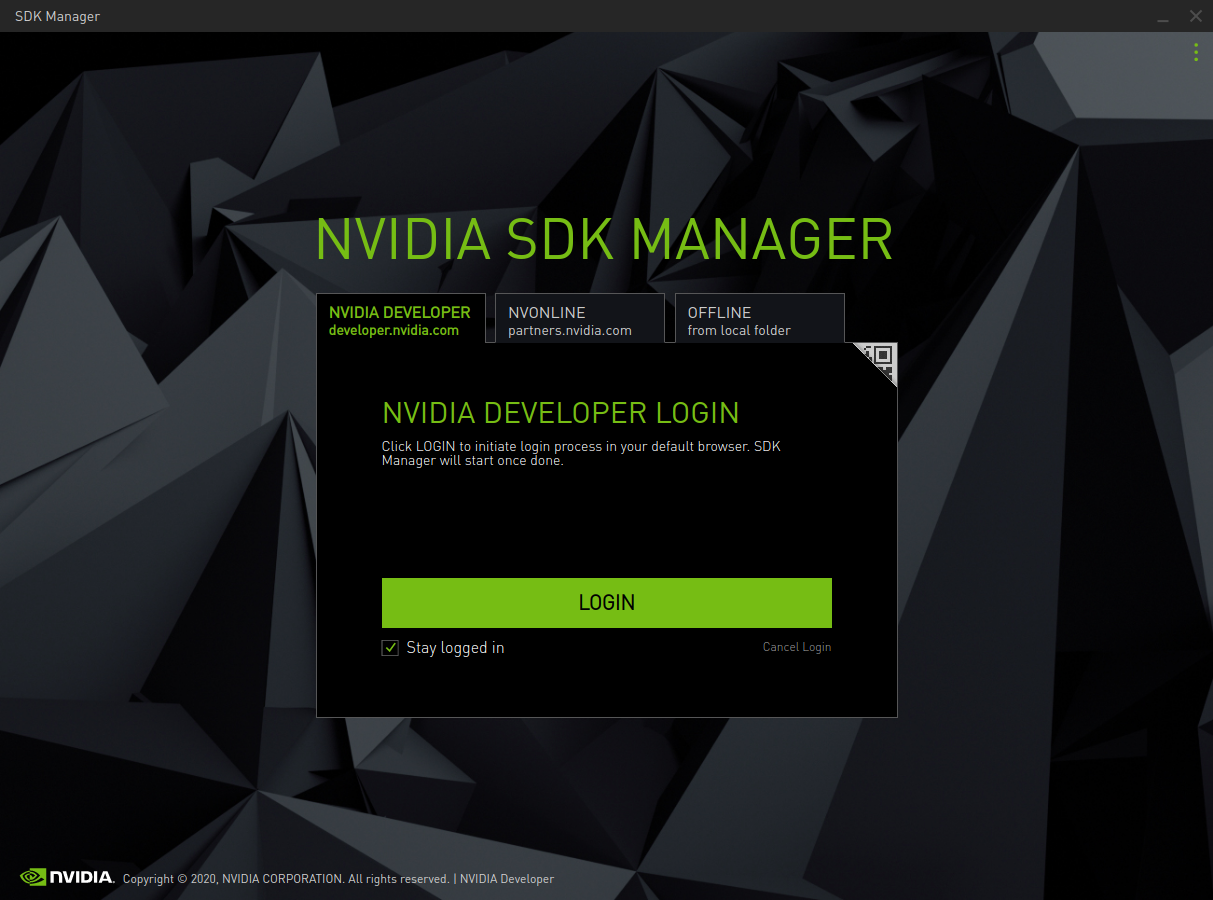 SDK Manager
NVIDIA SDK MANAGER
NVIDIA DEVELOPER
developer.nvidia.com
NVONLINE
partners.nvidia.com
OFFLINE
from local folder
NVIDIA DEVELOPER LOGIN
Click LOGIN to initiate login process in your default browser. SDK
Manager will start once done.
LOGIN
Stay logged in
Cancel Login
NVIDIA. Copyright © 2020, NVIDIA CORPORATION. All rights reserved. | NVIDIA Developer